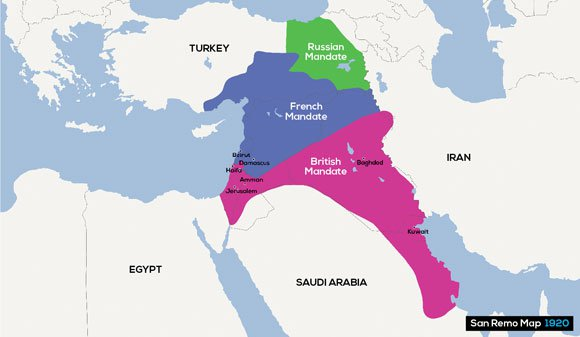 TURKEY
Russian
Mandate
French
Mandate
Beirut
Damascus
Haifa
Amman
Jerusalem
British
Mandate
Baghdad
IRAN
Kuwait
EGYPT
SAUDI ARABIA
San Remo Map 1920